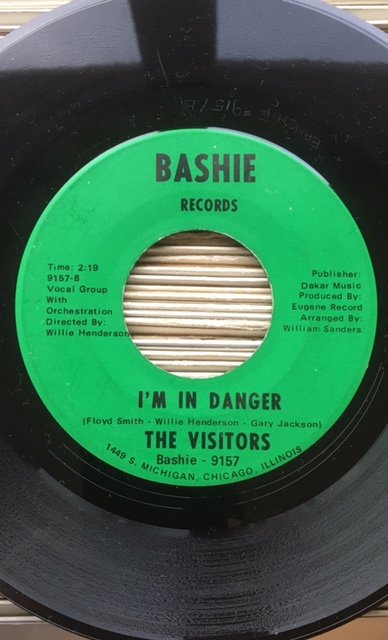 BASHIE
RECORDS
Time: 2:19
9157-B
Vocal Group
With
Orchestration
Directed By:
Willie Henderson
Publisher:
Dakar Music
Produced By:
Eugene Record
Arranged By:
William Sanders
I'M IN DANGER
(Floyd Smith - Willie Henderson - Gary Jackson)
THE VISITORS
Bashie - 9157
1449 S. MICHIGAN, CHICAGO, ILLINOIS